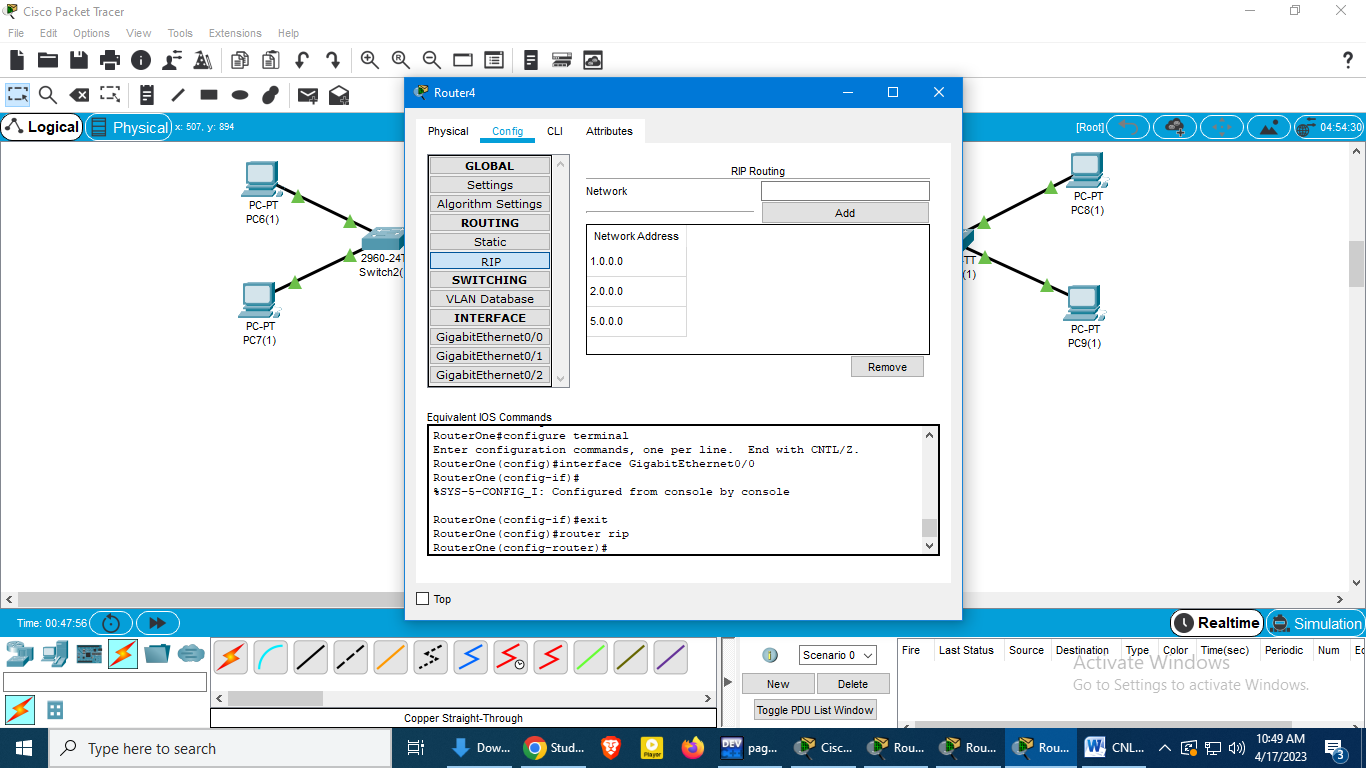 Cisco Packet Tracer
File Edit Options View Tools Extensions Help
Logical
Physical
x: 507, y: 894
[Root]
04:54:30
PC-PT
PC6(1)
PC-PT
PC7(1)
2960-24T
Switch2(
TT
(1)
PC-PT
PC8(1)
PC-PT
PC9(1)
Router4
Physical Config CLI Attributes
GLOBAL
Settings
Algorithm Settings
ROUTING
Static
RIP
SWITCHING
VLAN Database
INTERFACE
GigabitEthernet0/0
GigabitEthernet0/1
GigabitEthernet0/2
RIP Routing
Network
Add
Network Address
1.0.0.0
2.0.0.0
5.0.0.0
Remove
Equivalent IOS Commands
RouterOne#configure terminal
Enter configuration commands, one per line. End with CNTL/Z.
RouterOne(config)#interface GigabitEthernet0/0
RouterOne(config-if)#
%SYS-5-CONFIG_I: Configured from console by console
RouterOne(config-if)#exit
RouterOne(config)#router rip
RouterOne(config-router)#
Top
Time: 00:47:56
Realtime
Simulation
Copper Straight-Through
Scenario 0
New
Delete
Toggle PDU List Window
Fire Last Status Source Destination Type Color Time(sec) Periodic Num Ec
Activate Windows
Go to Settings to activate Windows.
Type here to search
Dow...
Stud...
Player
DEV
pag...
Cisc...
Rou...
Rou...
Rou...
CNL...
10:49 AM
4/17/2023
3